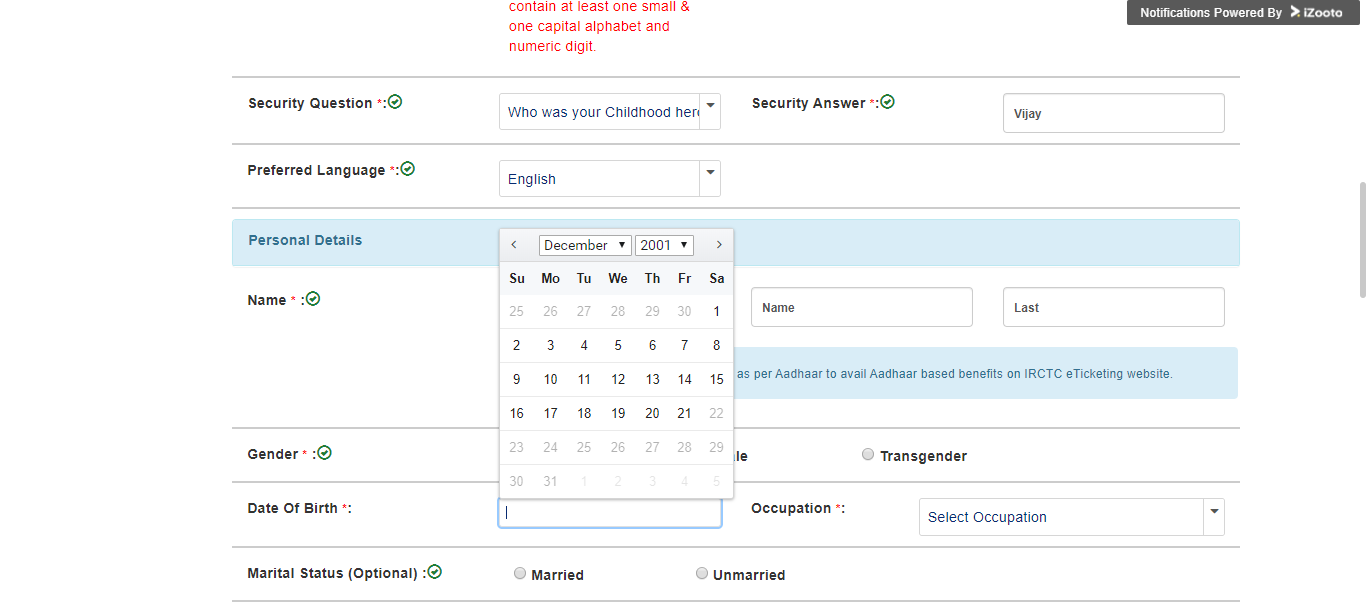 contain at least one small &
one capital alphabet and
numeric digit.
Notifications Powered By iZooto
Security Question *:
Who was your Childhood her
Security Answer *:
Vijay
Preferred Language *:
English
Personal Details
December 2001
Su Mo Tu We Th Fr Sa
25 26 27 28 29 30 1
2 3 4 5 6 7 8
9 10 11 12 13 14 15
16 17 18 19 20 21 22
23 24 25 26 27 28 29
30 31 1 2 3 4 5
Name * :
Name
Last
as per Aadhaar to avail Aadhaar based benefits on IRCTC eTicketing website.
Gender * :
le
Transgender
Date Of Birth *:
Occupation *:
Select Occupation
Marital Status (Optional) :
Married
Unmarried